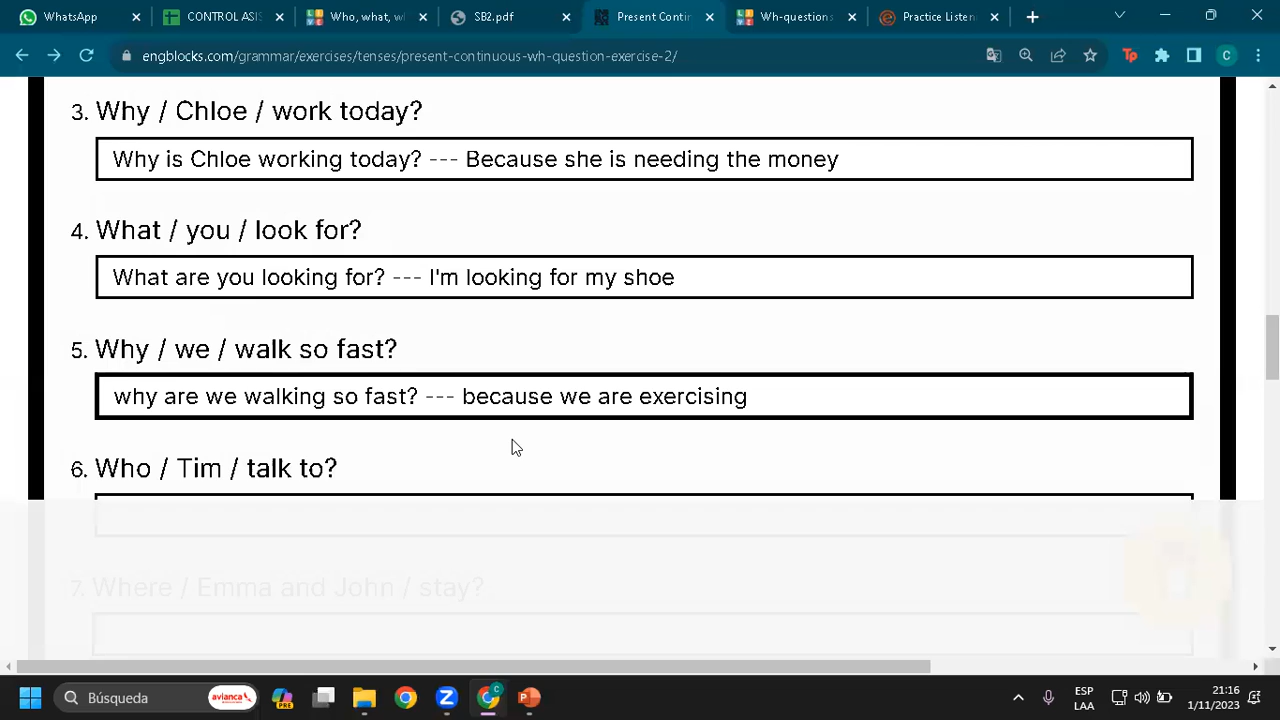 WhatsApp
CONTROL ASIS
Who, what, w
SB2.pdf
Present Conti
Wh-questions
Practice Listen
engblocks.com/grammar/exercises/tenses/present-continuous-wh-question-exercise-2/
3. Why / Chloe / work today?
Why is Chloe working today? --- Because she is needing the money
4. What / you / look for?
What are you looking for? --- I'm looking for my shoe
5. Why / we / walk so fast?
why are we walking so fast? --- because we are exercising
6. Who / Tim / talk to?
7. Where / Emma and John / stay?
Búsqueda
avianca
PRE
ESP
LAA
21:16
1/11/2023